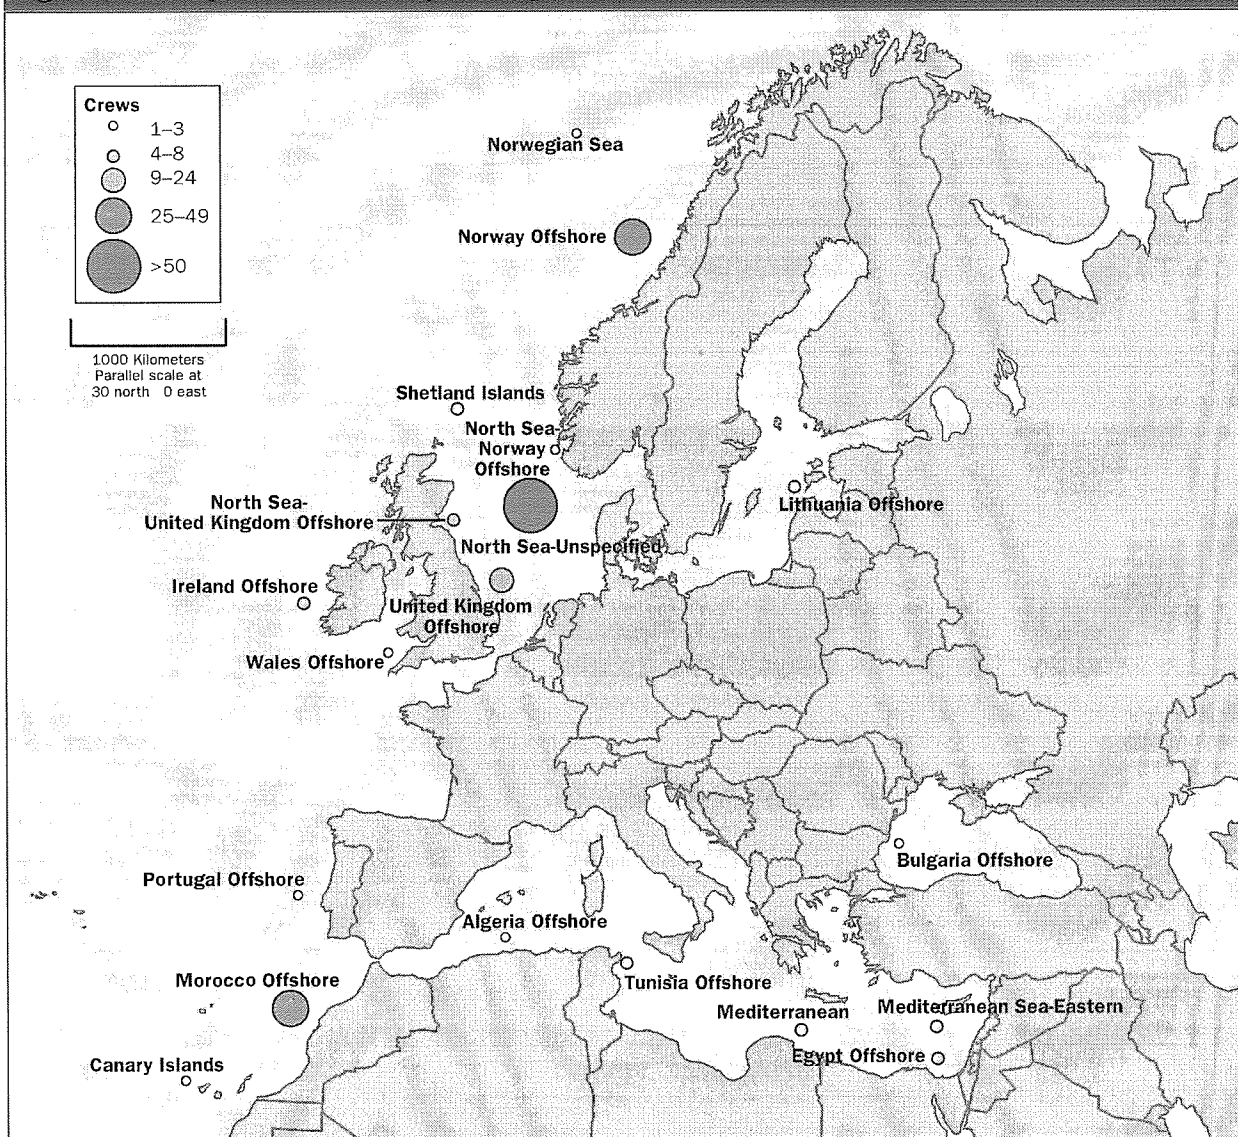 Crews
1–3
4–8
9–24
25–49
>50
1000 Kilometers
Parallel scale at
30 north 0 east
Norwegian Sea
Norway Offshore
Shetland Islands
North Sea-
Norway
Offshore
North Sea-
United Kingdom Offshore
Lithuania Offshore
North Sea-Unspecified
Ireland Offshore
United Kingdom
Offshore
Wales Offshore
Bulgaria Offshore
Portugal Offshore
Algeria Offshore
Morocco Offshore
Tunisia Offshore
Mediterranean
Mediterranean Sea-Eastern
Egypt Offshore
Canary Islands